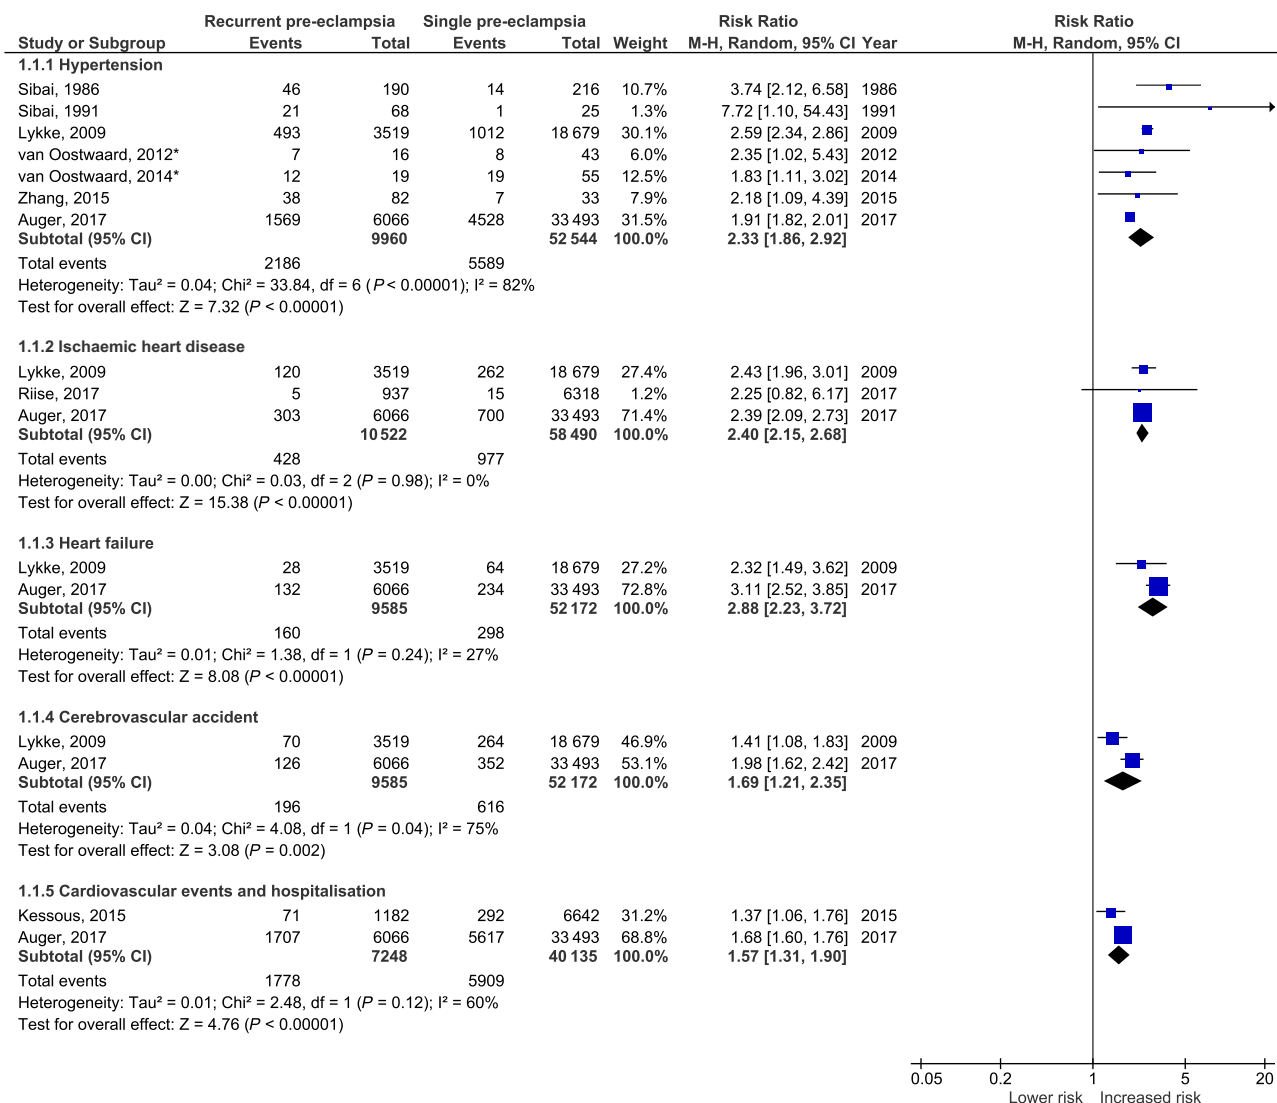 Recurrent pre-eclampsia Single pre-eclampsia Risk Ratio Risk Ratio
Study or Subgroup Events Total Events Total Weight M-H, Random, 95% CI Year M-H, Random, 95% CI
1.1.1 Hypertension
Sibai, 1986 46 190 14 216 10.7% 3.74 [2.12, 6.58] 1986
Sibai, 1991 21 68 1 25 1.3% 7.72 [1.10, 54.43] 1991
Lykke, 2009 493 3519 1012 18 679 30.1% 2.59 [2.34, 2.86] 2009
van Oostwaard, 2012* 7 16 8 43 6.0% 2.35 [1.02, 5.43] 2012
van Oostwaard, 2014* 12 19 19 55 12.5% 1.83 [1.11, 3.02] 2014
Zhang, 2015 38 82 7 33 7.9% 2.18 [1.09, 4.39] 2015
Auger, 2017 1569 6066 4528 33 493 31.5% 1.91 [1.82, 2.01] 2017
Subtotal (95% CI) 9960 52 544 100.0% 2.33 [1.86, 2.92]
Total events 2186 5589
Heterogeneity: Tau² = 0.04; Chi² = 33.84, df = 6 (P < 0.00001); I² = 82%
Test for overall effect: Z = 7.32 (P < 0.00001)
1.1.2 Ischaemic heart disease
Lykke, 2009 120 3519 262 18 679 27.4% 2.43 [1.96, 3.01] 2009
Riise, 2017 5 937 15 6318 1.2% 2.25 [0.82, 6.17] 2017
Auger, 2017 303 6066 700 33 493 71.4% 2.39 [2.09, 2.73] 2017
Subtotal (95% CI) 10 522 58 490 100.0% 2.40 [2.15, 2.68]
Total events 428 977
Heterogeneity: Tau² = 0.00; Chi² = 0.03, df = 2 (P = 0.98); I² = 0%
Test for overall effect: Z = 15.38 (P < 0.00001)
1.1.3 Heart failure
Lykke, 2009 28 3519 64 18 679 27.2% 2.32 [1.49, 3.62] 2009
Auger, 2017 132 6066 234 33 493 72.8% 3.11 [2.52, 3.85] 2017
Subtotal (95% CI) 9585 52 172 100.0% 2.88 [2.23, 3.72]
Total events 160 298
Heterogeneity: Tau² = 0.01; Chi² = 1.38, df = 1 (P = 0.24); I² = 27%
Test for overall effect: Z = 8.08 (P < 0.00001)
1.1.4 Cerebrovascular accident
Lykke, 2009 70 3519 264 18 679 46.9% 1.41 [1.08, 1.83] 2009
Auger, 2017 126 6066 352 33 493 53.1% 1.98 [1.62, 2.42] 2017
Subtotal (95% CI) 9585 52 172 100.0% 1.69 [1.21, 2.35]
Total events 196 616
Heterogeneity: Tau² = 0.04; Chi² = 4.08, df = 1 (P = 0.04); I² = 75%
Test for overall effect: Z = 3.08 (P = 0.002)
1.1.5 Cardiovascular events and hospitalisation
Kessous, 2015 71 1182 292 6642 31.2% 1.37 [1.06, 1.76] 2015
Auger, 2017 1707 6066 5617 33 493 68.8% 1.68 [1.60, 1.76] 2017
Subtotal (95% CI) 7248 40 135 100.0% 1.57 [1.31, 1.90]
Total events 1778 5909
Heterogeneity: Tau² = 0.01; Chi² = 2.48, df = 1 (P = 0.12); I² = 60%
Test for overall effect: Z = 4.76 (P < 0.00001)
0.05 0.2 1 5 20
Lower risk Increased risk